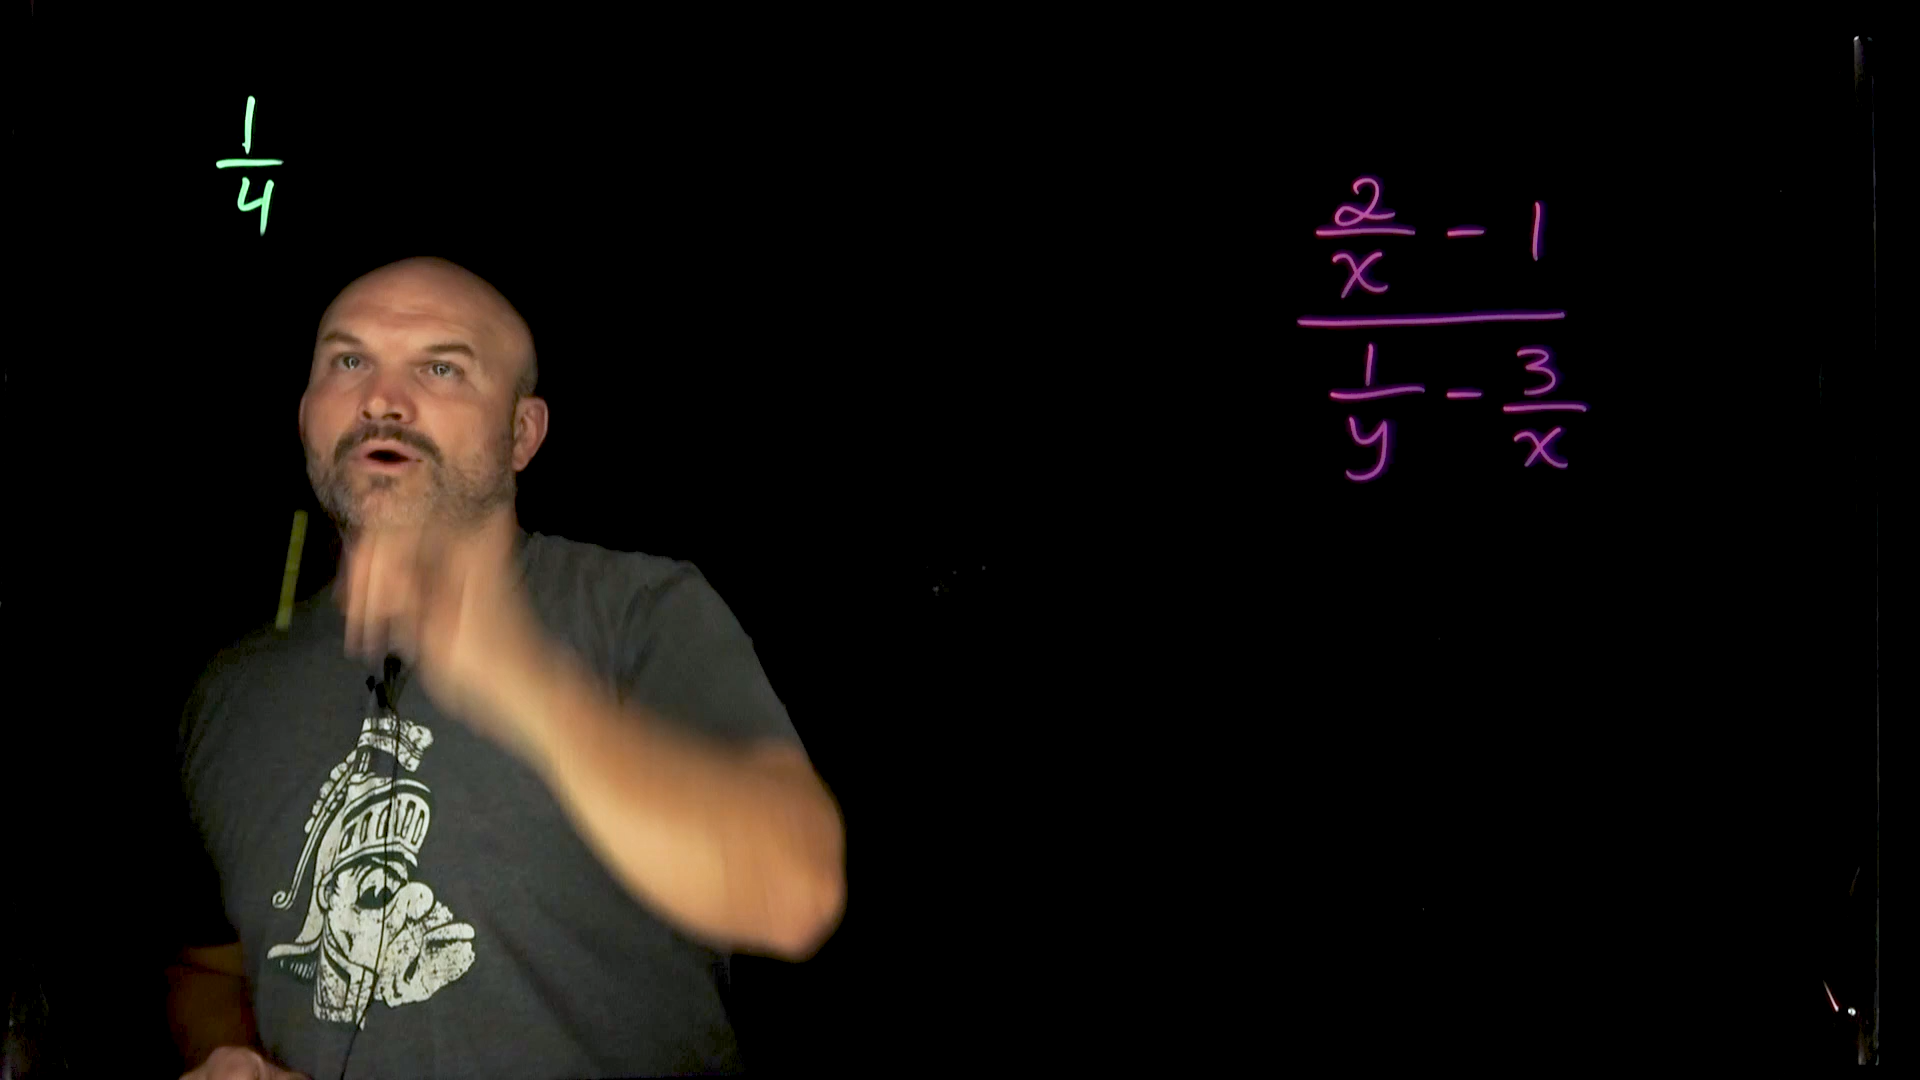 1/4
2/x - 1
1/y - 3/x